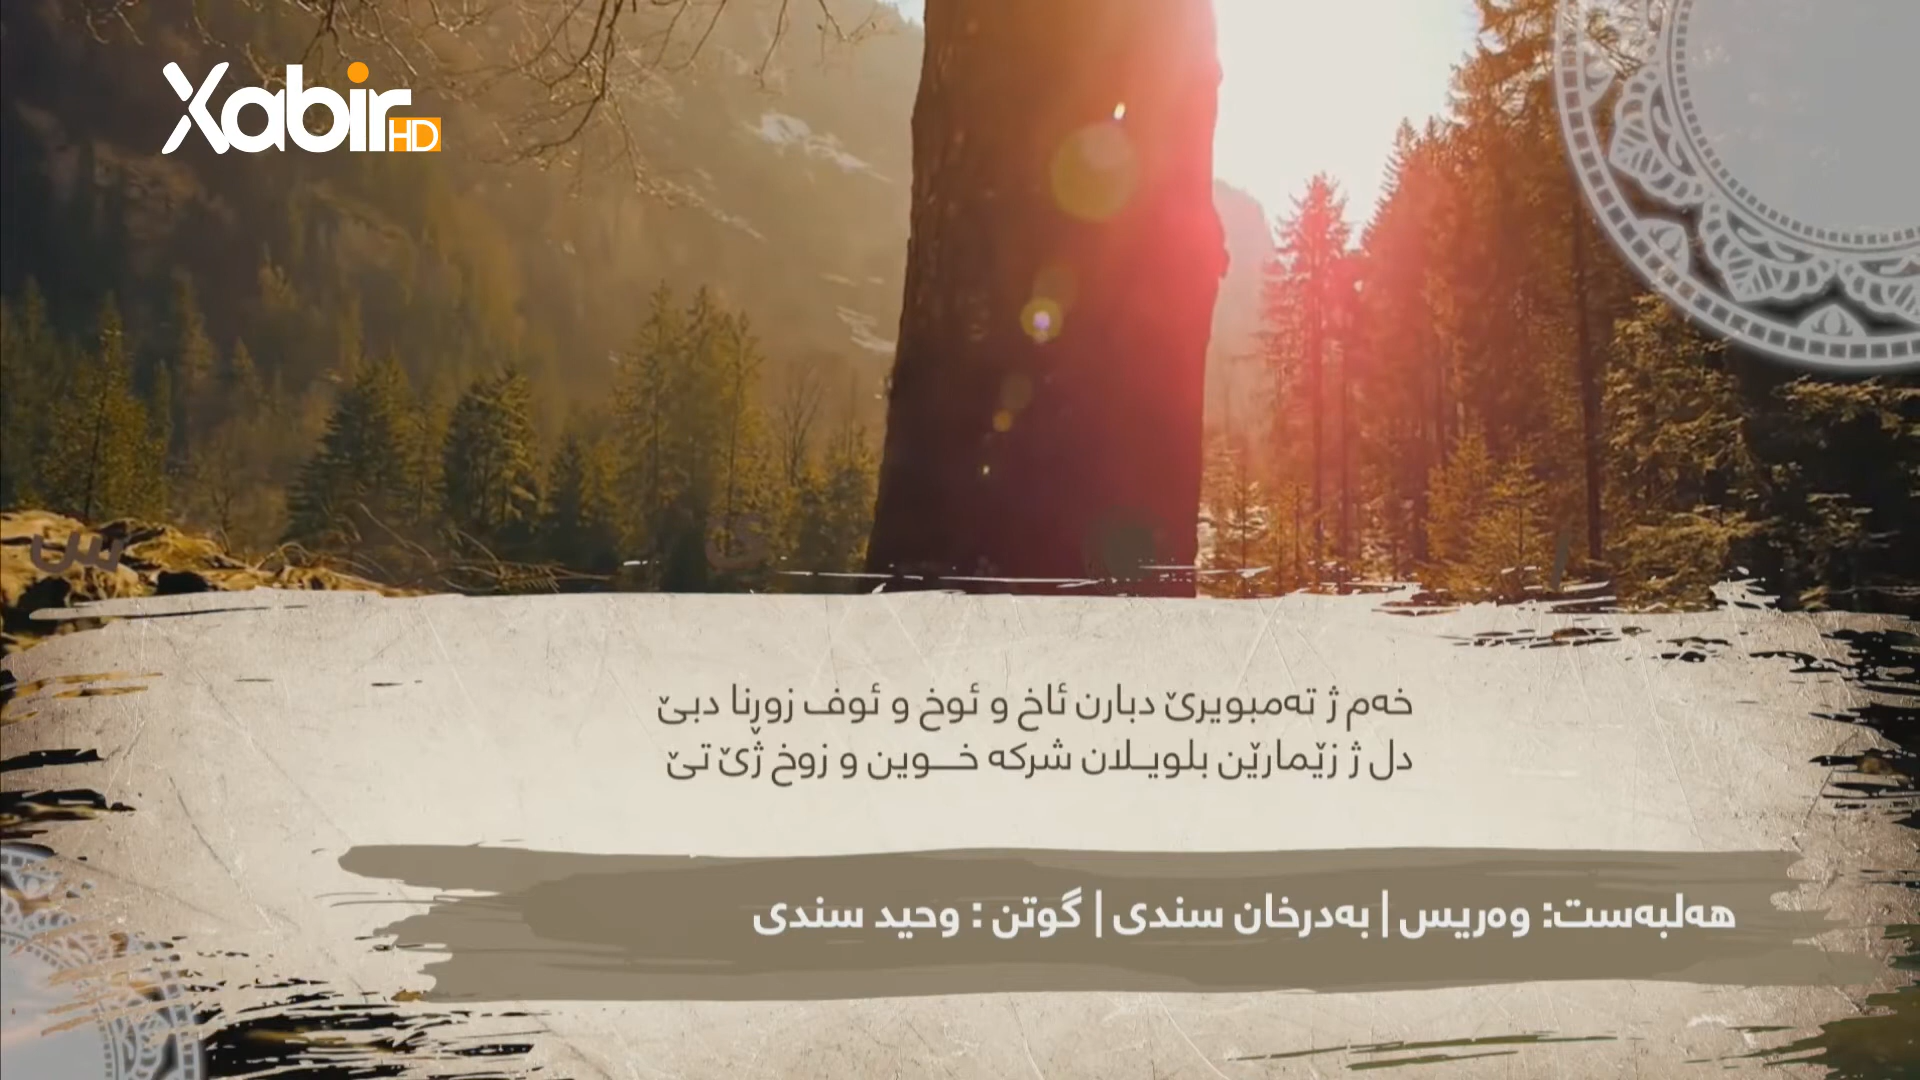 Xabir HD
خەم ژ تەمبویرێ دبارن ئاخ و ئوخ و ئوف زوڕنا دبێ
دل ژ زێمارێن بلویـلان شرکە خـــوین و زوخ ژێ تێ
هەلبەست: وەریس | بەدرخان سندی | گوتن : وحید سندی